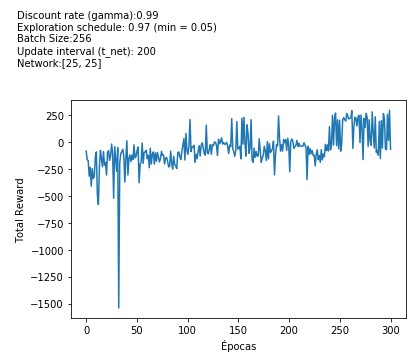 Discount rate (gamma):0.99
Exploration schedule: 0.97 (min = 0.05)
Batch Size:256
Update interval (t_net): 200
Network:[25, 25]
250
0
−250
−500
−750
−1000
−1250
−1500
Total Reward
0 50 100 150 200 250 300
Épocas